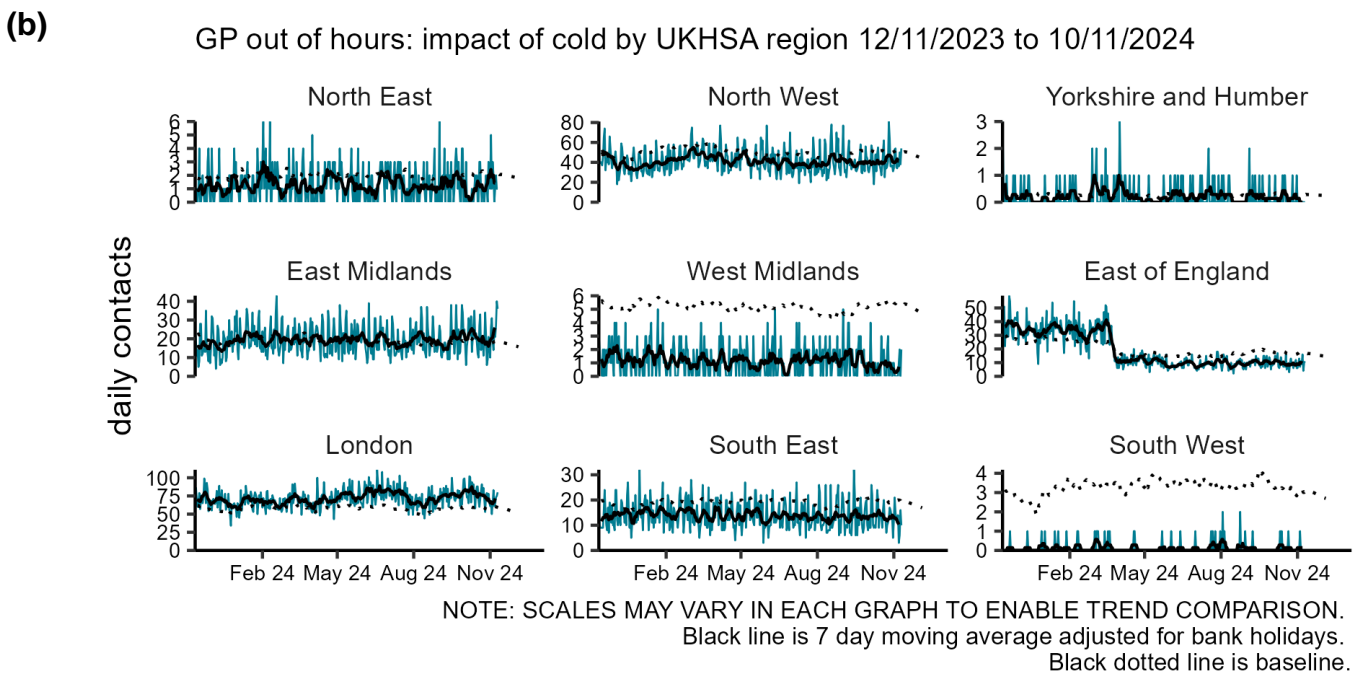 (b)
GP out of hours: impact of cold by UKHSA region 12/11/2023 to 10/11/2024
North East
North West
Yorkshire and Humber
6
5
4
3
2
1
0
80
60
40
20
0
3
2
1
0
daily contacts
East Midlands
West Midlands
East of England
40
30
20
10
0
6
5
4
3
2
1
0
50
40
30
20
10
0
London
South East
South West
100
75
50
25
0
30
20
10
0
4
3
2
1
0
Feb 24 May 24 Aug 24 Nov 24
Feb 24 May 24 Aug 24 Nov 24
Feb 24 May 24 Aug 24 Nov 24
NOTE: SCALES MAY VARY IN EACH GRAPH TO ENABLE TREND COMPARISON.
Black line is 7 day moving average adjusted for bank holidays.
Black dotted line is baseline.